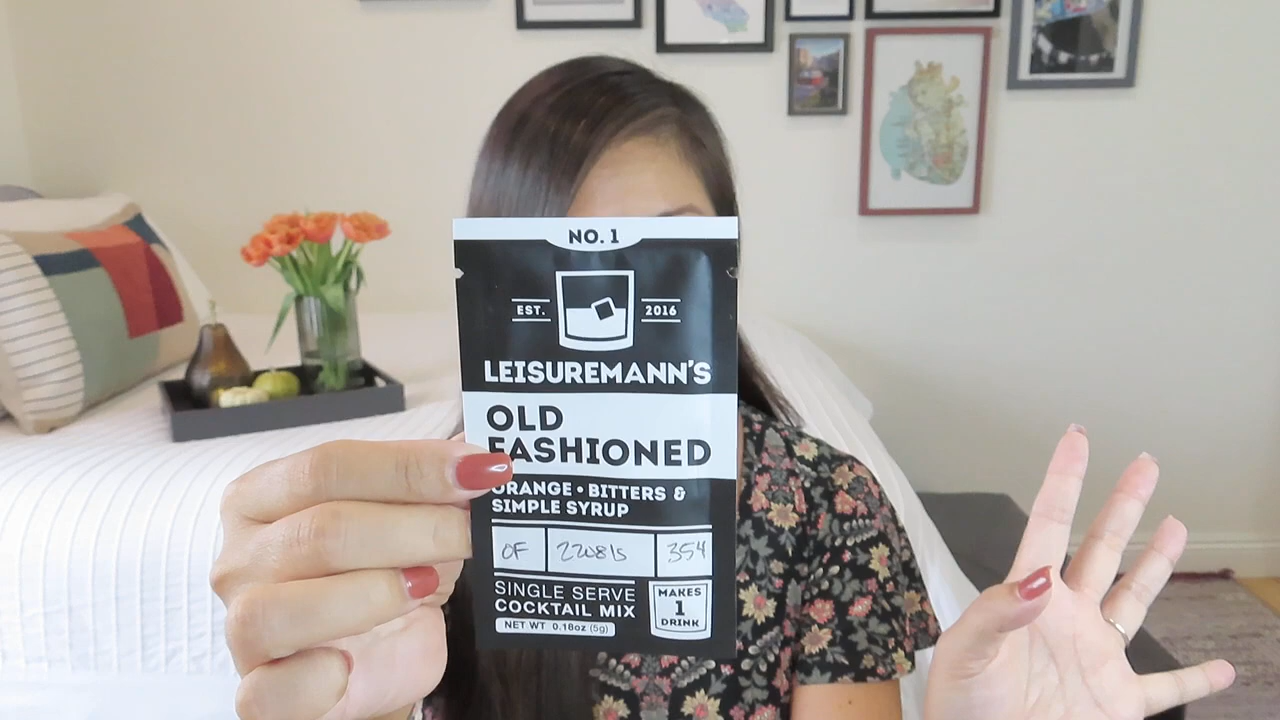 NO. 1
EST. 2016
LEISUREMANN'S
OLD
FASHIONED
ORANGE • BITTERS &
SIMPLE SYRUP
OF 220815 354
SINGLE SERVE
COCKTAIL MIX
NET WT 0.18oz (5g)
MAKES
1
DRINK